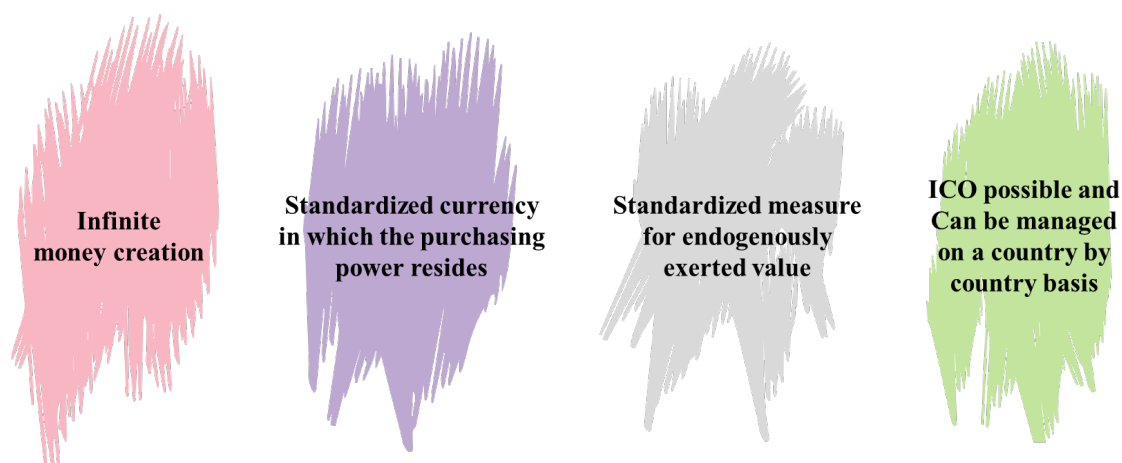 Infinite
money creation
Standardized currency
in which the purchasing
power resides
Standardized measure
for endogenously
exerted value
ICO possible and
Can be managed
on a country by
country basis